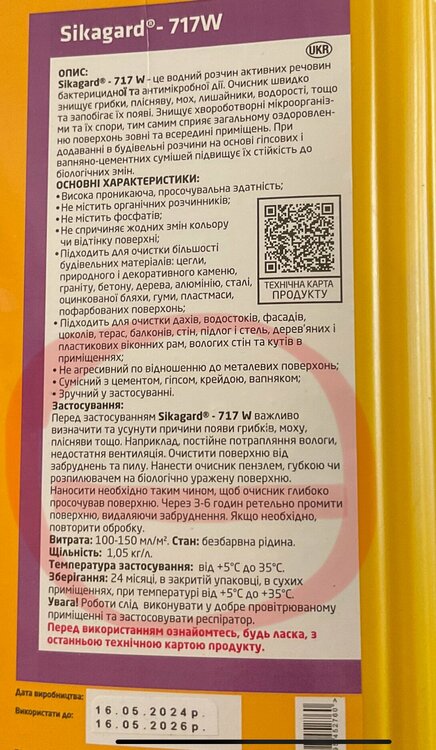 Sikagard® - 717W
UKR
ОПИС:
Sikagard® - 717 W - це водний розчин активних речовин
бактерицидної та антимікробної дії. Очисник швидко
знищує грибки, плісняву, мох, лишайники, водорості, тощо
та запобігає їх появі. Знищує хвороботворні мікроорганіз-
ми та їх спори, тим самим сприяє загальному оздоровлен-
ню поверхонь зовні та всередині приміщень. При
додаванні в будівельні розчини на основі гіпсових і
вапняно-цементних сумішей підвищує їх стійкість до
біологічних змін.
ОСНОВНІ ХАРАКТЕРИСТИКИ:
• Висока проникаюча, просочувальна здатність;
• Не містить органічних розчинників;
• Не містить фосфатів;
• Не спричиняє жодних змін кольору
чи відтінку поверхні;
• Підходить для очистки більшості
будівельних матеріалів: цегли,
природного і декоративного каменю,
граніту, бетону, дерева, алюмінію, сталі,
оцинкованої бляхи, гуми, пластмаси,
пофарбованих поверхонь;
ТЕХНІЧНА КАРТА
ПРОДУКТУ
• Підходить для очистки дахів, водостоків, фасадів,
цоколів, терас, балконів, стін, підлог і стель, дерев'яних і
пластикових віконних рам, вологих стін та кутів в
приміщеннях;
• Не агресивний по відношенню до металевих поверхонь;
• Сумісний з цементом, гіпсом, крейдою, вапняком;
• Зручний у застосуванні.
Застосування:
Перед застосуванням Sikagard® - 717 W важливо
визначити та усунути причини появи грибків, моху,
плісняви тощо. Наприклад, постійне потрапляння вологи,
недостатня вентиляція. Очистити поверхню від
забруднень та пилу. Нанести очисник пензлем, губкою чи
розпилювачем на біологічно уражену поверхню.
Наносити необхідно таким чином, щоб очисник глибоко
просочував поверхню. Через 3-6 годин ретельно промити
поверхню, видаляючи забруднення. Якщо необхідно,
повторити обробку.
Витрата: 100-150 мл/м². Стан: безбарвна рідина.
Щільність: 1,05 кг/л.
Температура застосування: від +5°С до 35°С.
Зберігання: 24 місяці, в закритій упаковці, в сухих
приміщеннях, при температурі від +5°С до +35°С.
Увага! Роботи слід виконувати у добре провітрюваному
приміщенні та застосовувати респіратор.
Перед використанням ознайомтесь, будь ласка, з
останньою технічною картою продукту.
Дата виробництва:
16.05.2024р.
Використати до:
16.05.2026р.